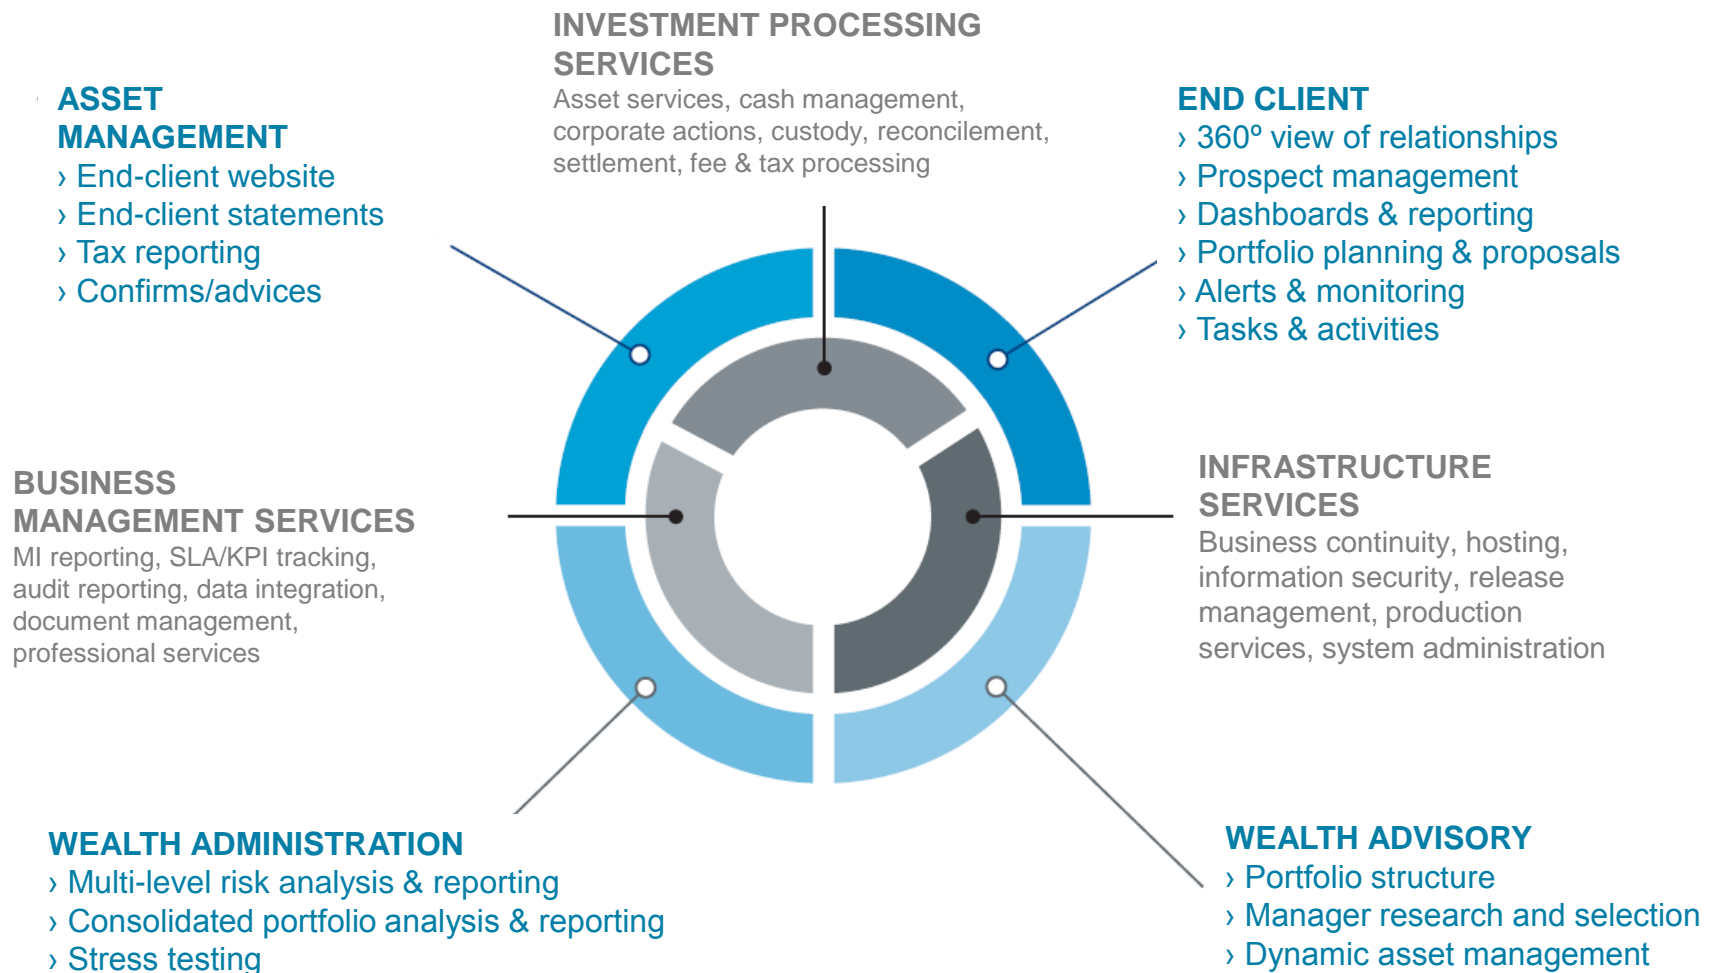 INVESTMENT PROCESSING
SERVICES
Asset services, cash management,
corporate actions, custody, reconcilement,
settlement, fee & tax processing
ASSET
MANAGEMENT
› End-client website
› End-client statements
› Tax reporting
› Confirms/advices
END CLIENT
› 360º view of relationships
› Prospect management
› Dashboards & reporting
› Portfolio planning & proposals
› Alerts & monitoring
› Tasks & activities
BUSINESS
MANAGEMENT SERVICES
MI reporting, SLA/KPI tracking,
audit reporting, data integration,
document management,
professional services
INFRASTRUCTURE
SERVICES
Business continuity, hosting,
information security, release
management, production
services, system administration
WEALTH ADMINISTRATION
› Multi-level risk analysis & reporting
› Consolidated portfolio analysis & reporting
› Stress testing
WEALTH ADVISORY
› Portfolio structure
› Manager research and selection
› Dynamic asset management